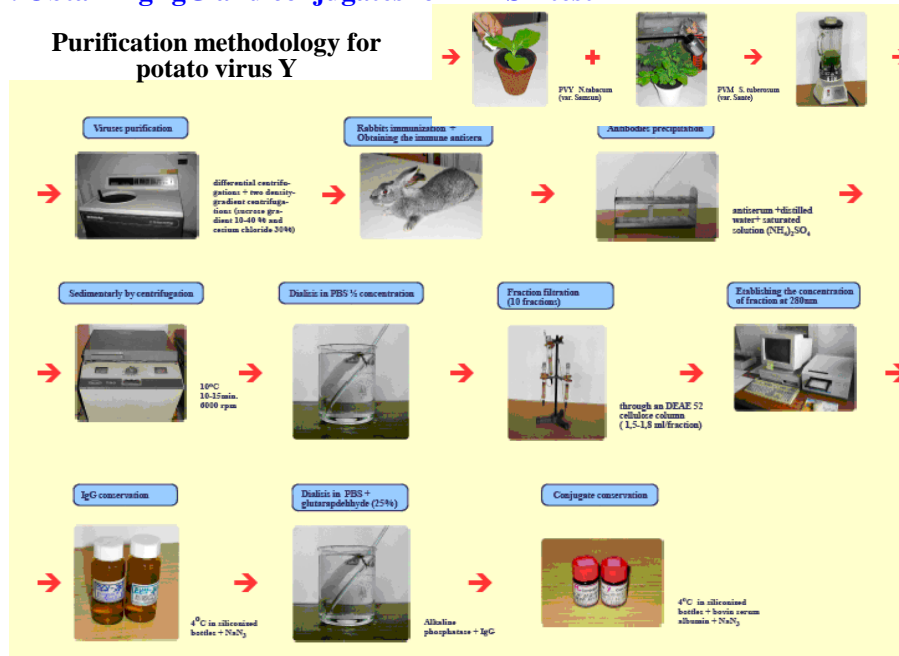 Purification methodology for
potato virus Y
PVY N.tabacum
(var. Samsun)
PVM S. tuberosum
(var. Sante)
Viruses purification
differential centrifu-
gations + two density-
gradient centrifuga-
tions (sucrose gra-
dient 10-40 % and
cesium chloride 30%)
Rabbits immunization +
Obtaining the immune antisera
Antibodies precipitation
antiserum +distilled
water+ saturated
solution (NH4)2SO4
Sedimentarly by centrifugation
10°C
10-15min.
6000 rpm
Dialisis in PBS ½ concentration
Fraction filtration
(10 fractions)
through an DEAE 52
cellulose column
( 1,5-1,8 ml/fraction)
Etablishing the concentration
of fraction at 280nm
IgG conservation
4°C in siliconized
bottles + NaN3
Dialisis in PBS +
glutarapdehhyde (25%)
Alkaline
phosphatase + IgG
Conjugate conservation
4°C in siliconized
bottles + bovin serum
albumin + NaN3